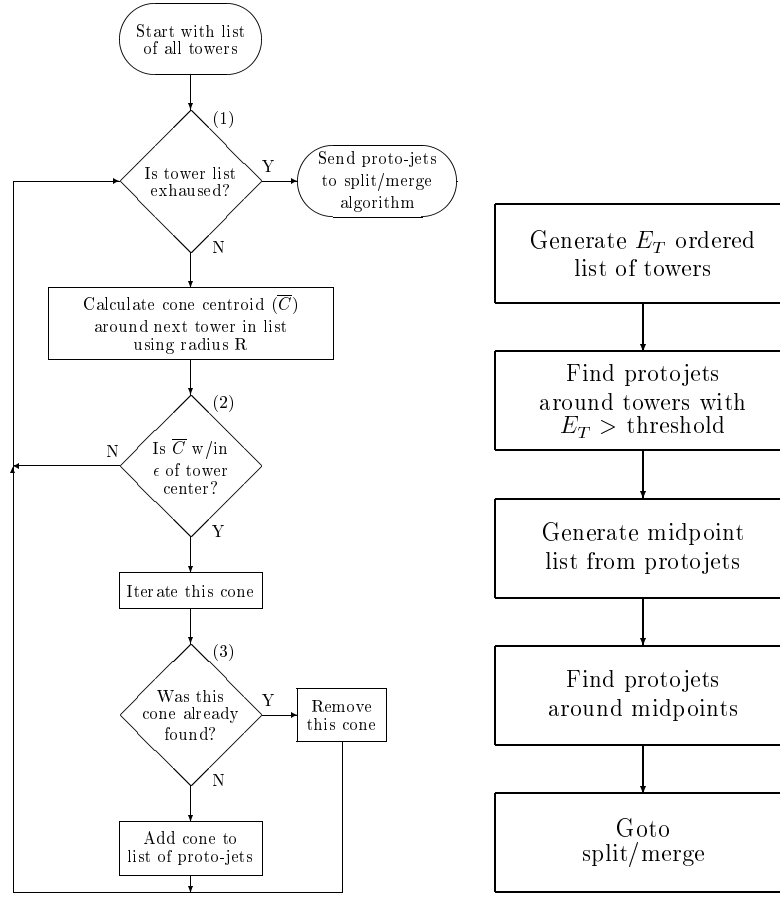 Start with list
of all towers
(1)
Is tower list
exhaused?
Y
Send proto-jets
to split/merge
algorithm
N
Calculate cone centroid (C̅)
around next tower in list
using radius R
(2)
N
Is C̅ w/in
ϵ of tower
center?
Y
Iterate this cone
(3)
Was this
cone already
found?
Y
Remove
this cone
N
Add cone to
list of proto-jets
Generate E_T ordered
list of towers
Find protojets
around towers with
E_T > threshold
Generate midpoint
list from protojets
Find protojets
around midpoints
Goto
split/merge